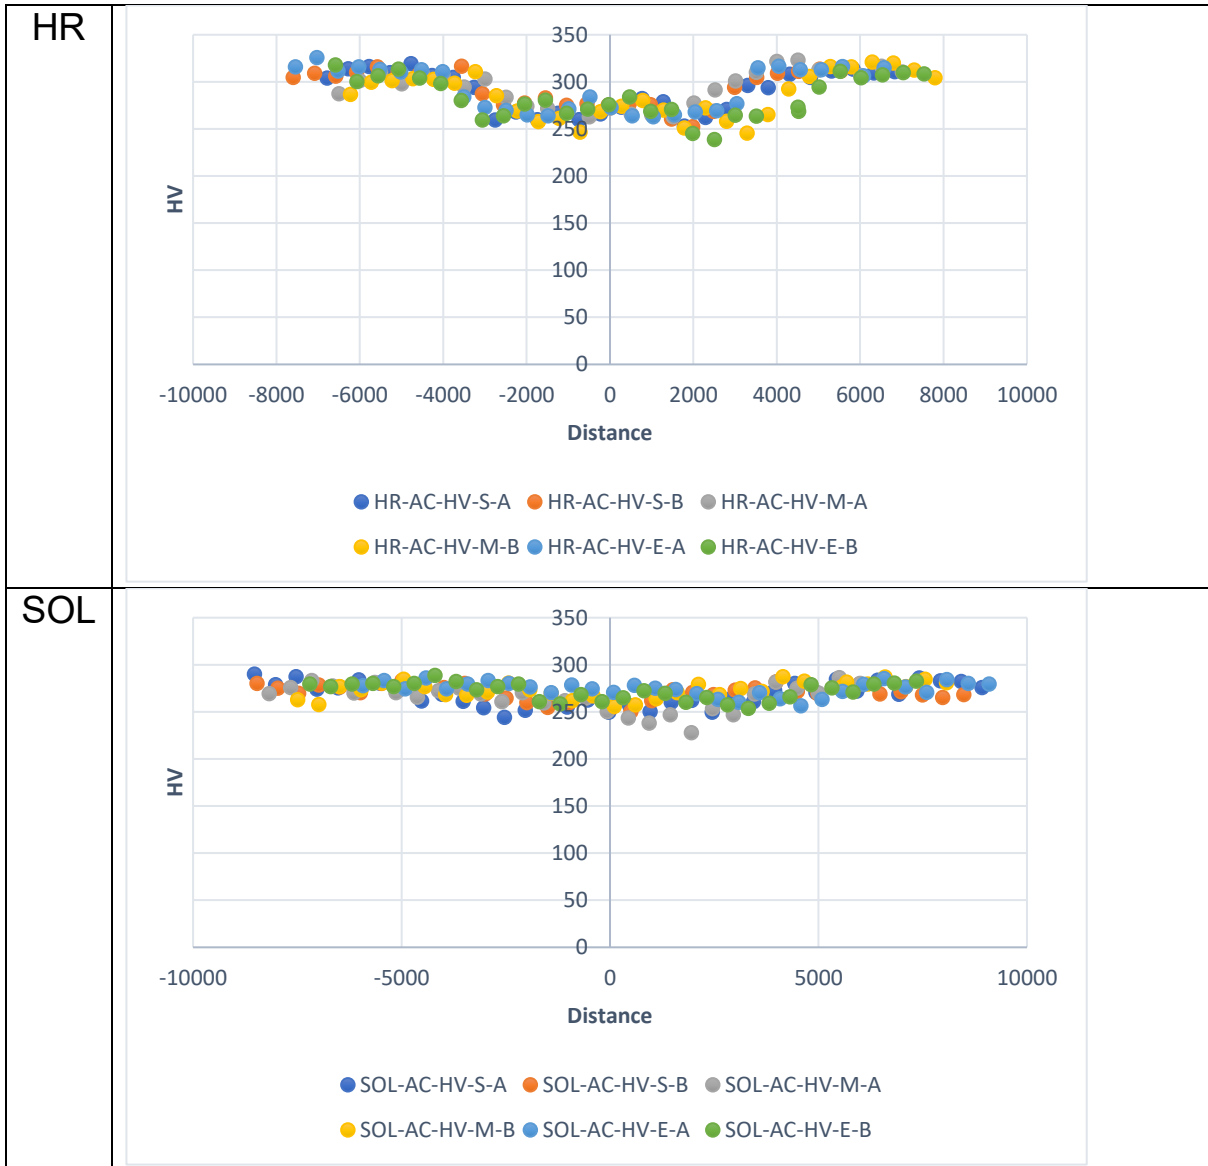 HR
350
300
250
200
150
100
50
0
HV
-10000 -8000 -6000 -4000 -2000 0 2000 4000 6000 8000 10000
Distance
HR-AC-HV-S-A HR-AC-HV-S-B HR-AC-HV-M-A
HR-AC-HV-M-B HR-AC-HV-E-A HR-AC-HV-E-B
SOL
350
300
250
200
150
100
50
0
HV
-10000 -5000 0 5000 10000
Distance
SOL-AC-HV-S-A SOL-AC-HV-S-B SOL-AC-HV-M-A
SOL-AC-HV-M-B SOL-AC-HV-E-A SOL-AC-HV-E-B